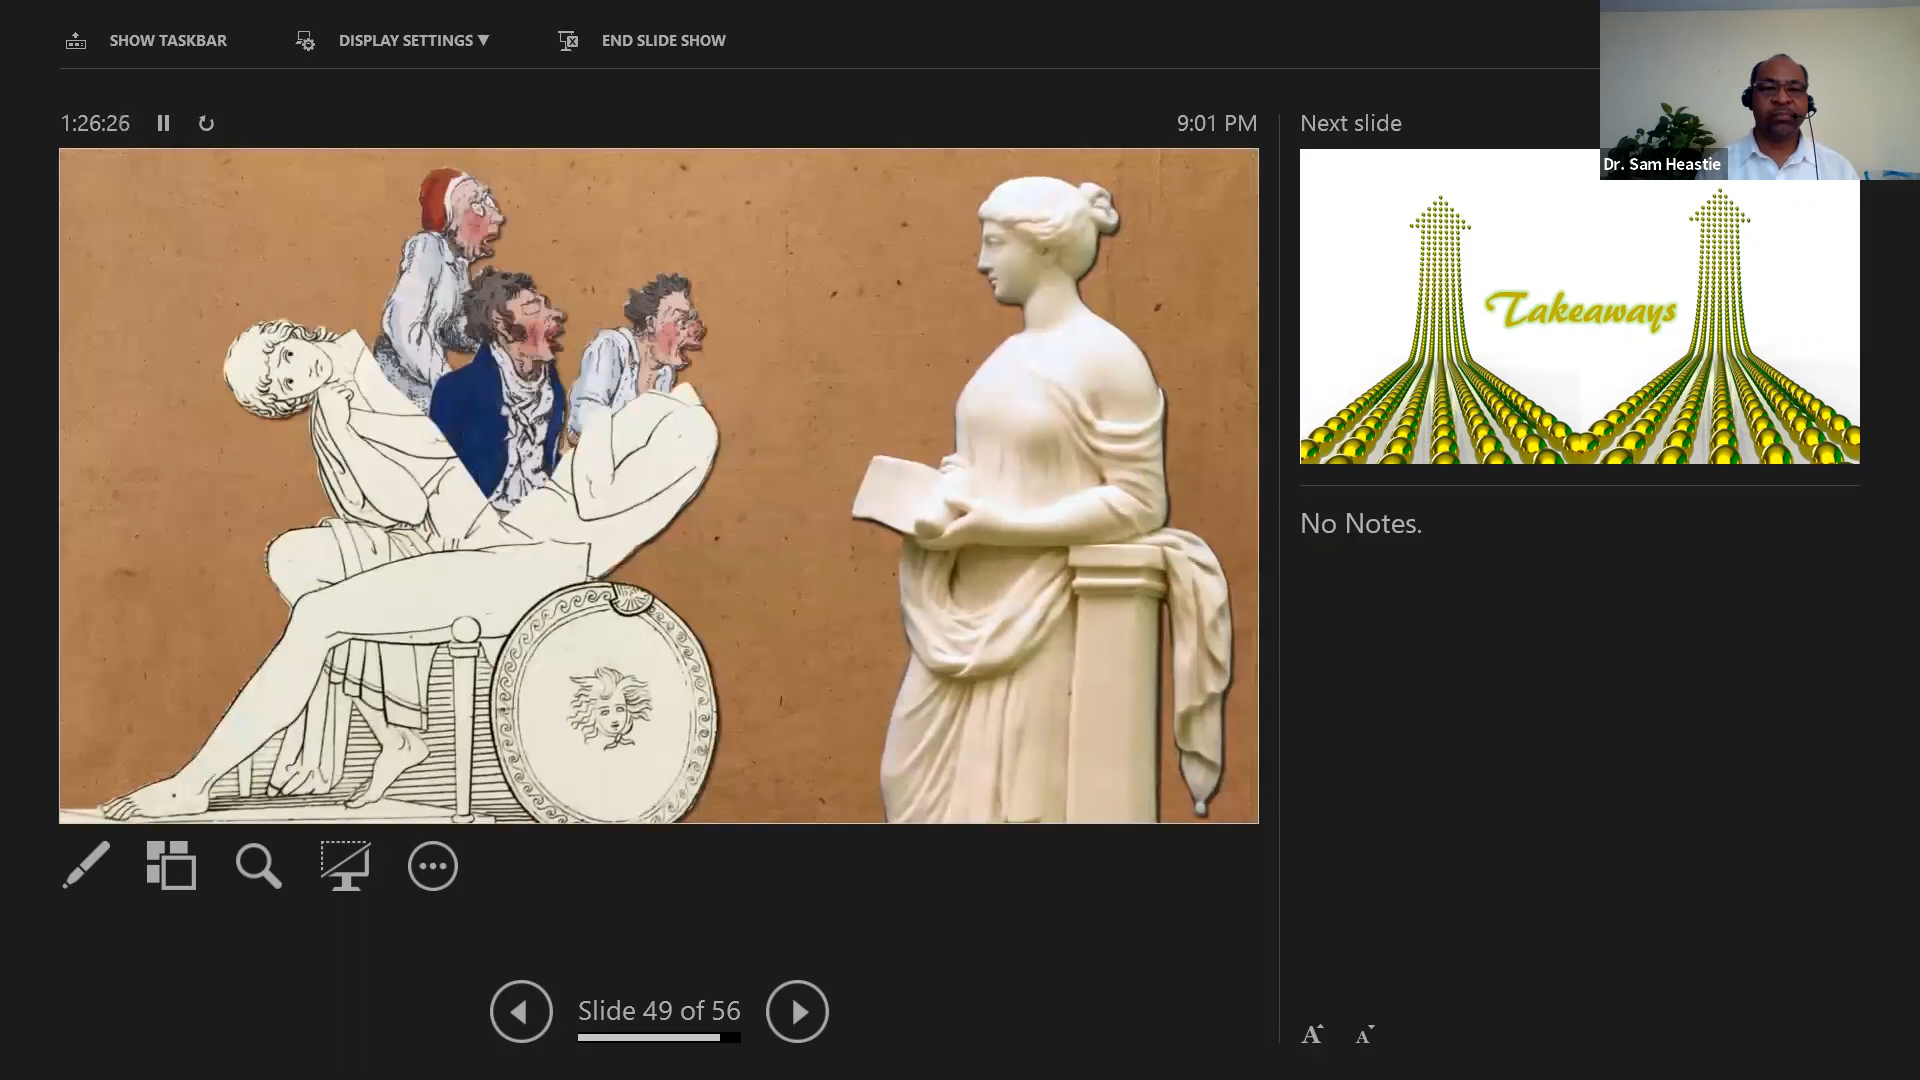 SHOW TASKBAR
DISPLAY SETTINGS ▼
END SLIDE SHOW
1:26:26
9:01 PM
Next slide
Dr. Sam Heastie
Takeaways
No Notes.
Slide 49 of 56
A A